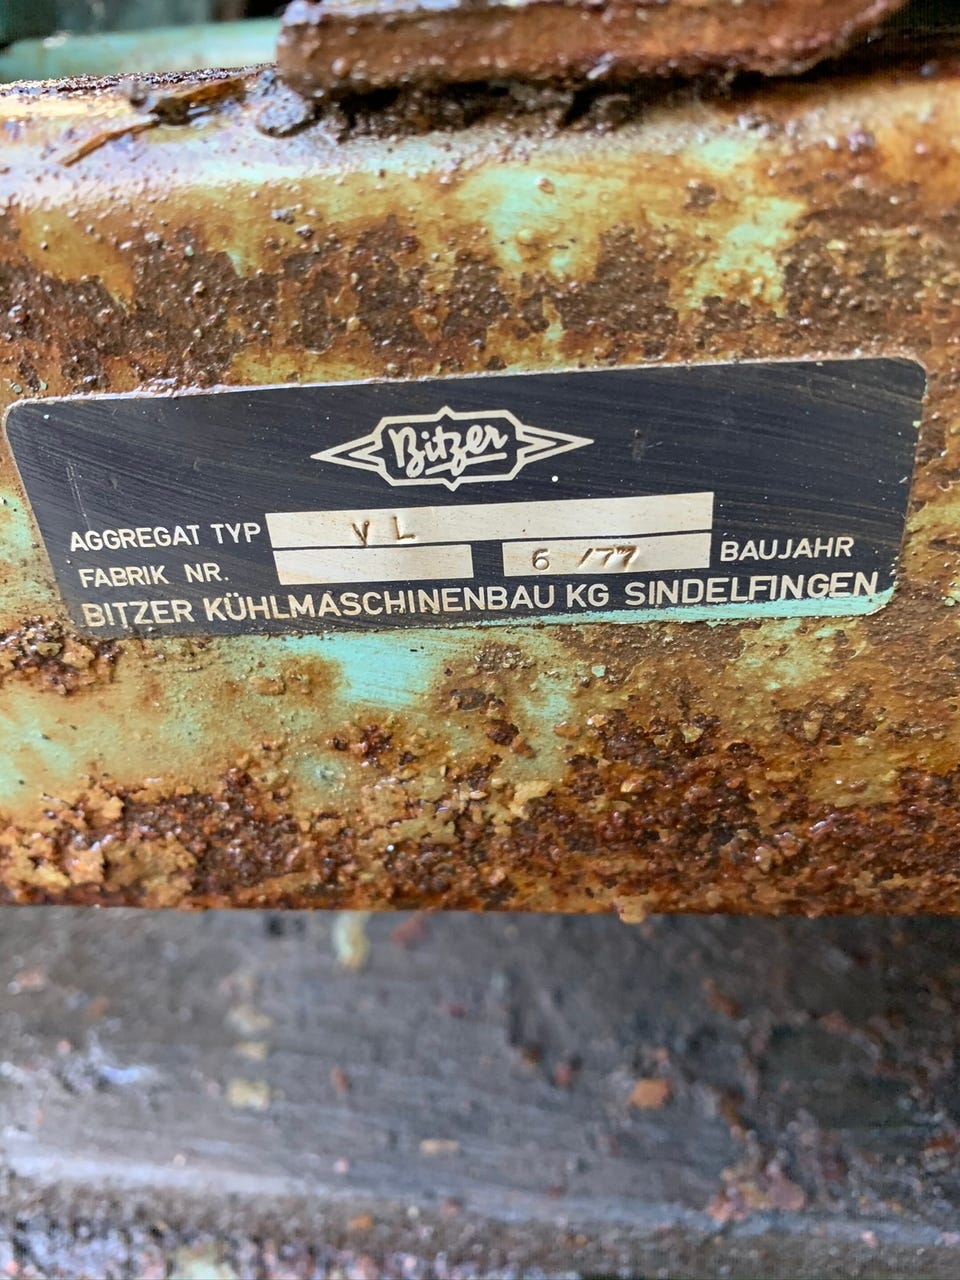 Bitzer
AGGREGAT TYP VL
FABRIK NR. 6 /77 BAUJAHR
BITZER KÜHLMASCHINENBAU KG SINDELFINGEN